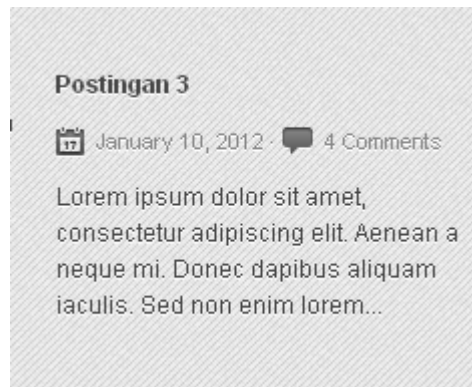 Postingan 3
17 January 10, 2012 · 4 Comments
Lorem ipsum dolor sit amet,
consectetur adipiscing elit. Aenean a
neque mi. Donec dapibus aliquam
iaculis. Sed non enim lorem...